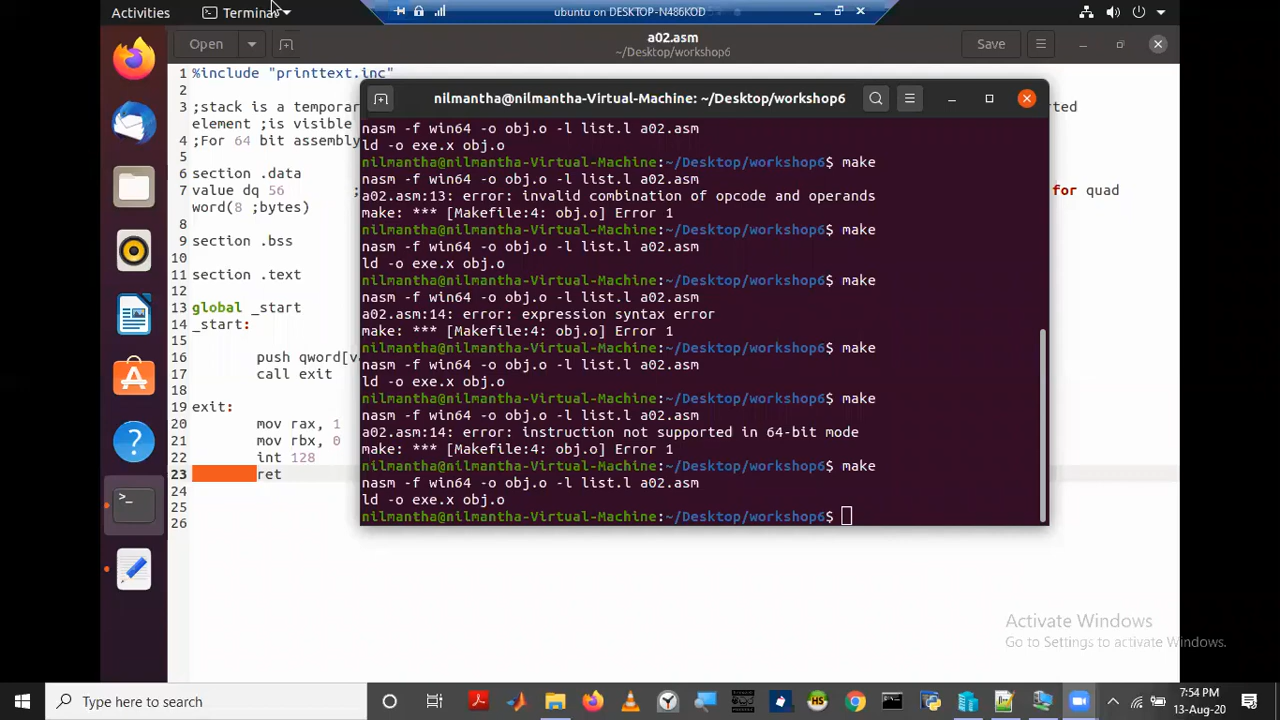 Activities
Terminal
ubuntu on DESKTOP-N486KOD
Open
a02.asm
~/Desktop/workshop6
Save
1 %include "printtext.inc"
2
3 ;stack is a temporar
element ;is visible
4 ;For 64 bit assembly
5
6 section .data
7 value dq 56 ; for quad
word(8 ;bytes)
8
9 section .bss
10
11 section .text
12
13 global _start
14 _start:
15
16 push qword[v
17 call exit
18
19 exit:
20 mov rax, 1
21 mov rbx, 0
22 int 128
23 ret
24
25
26
nilmantha@nilmantha-Virtual-Machine: ~/Desktop/workshop6
nasm -f win64 -o obj.o -l list.l a02.asm
ld -o exe.x obj.o
nilmantha@nilmantha-Virtual-Machine:~/Desktop/workshop6$ make
nasm -f win64 -o obj.o -l list.l a02.asm
a02.asm:13: error: invalid combination of opcode and operands
make: *** [Makefile:4: obj.o] Error 1
nilmantha@nilmantha-Virtual-Machine:~/Desktop/workshop6$ make
nasm -f win64 -o obj.o -l list.l a02.asm
ld -o exe.x obj.o
nilmantha@nilmantha-Virtual-Machine:~/Desktop/workshop6$ make
nasm -f win64 -o obj.o -l list.l a02.asm
a02.asm:14: error: expression syntax error
make: *** [Makefile:4: obj.o] Error 1
nilmantha@nilmantha-Virtual-Machine:~/Desktop/workshop6$ make
nasm -f win64 -o obj.o -l list.l a02.asm
ld -o exe.x obj.o
nilmantha@nilmantha-Virtual-Machine:~/Desktop/workshop6$ make
nasm -f win64 -o obj.o -l list.l a02.asm
a02.asm:14: error: instruction not supported in 64-bit mode
make: *** [Makefile:4: obj.o] Error 1
nilmantha@nilmantha-Virtual-Machine:~/Desktop/workshop6$ make
nasm -f win64 -o obj.o -l list.l a02.asm
ld -o exe.x obj.o
nilmantha@nilmantha-Virtual-Machine:~/Desktop/workshop6$
Activate Windows
Go to Settings to activate Windows.
Type here to search
7:54 PM
13-Aug-20